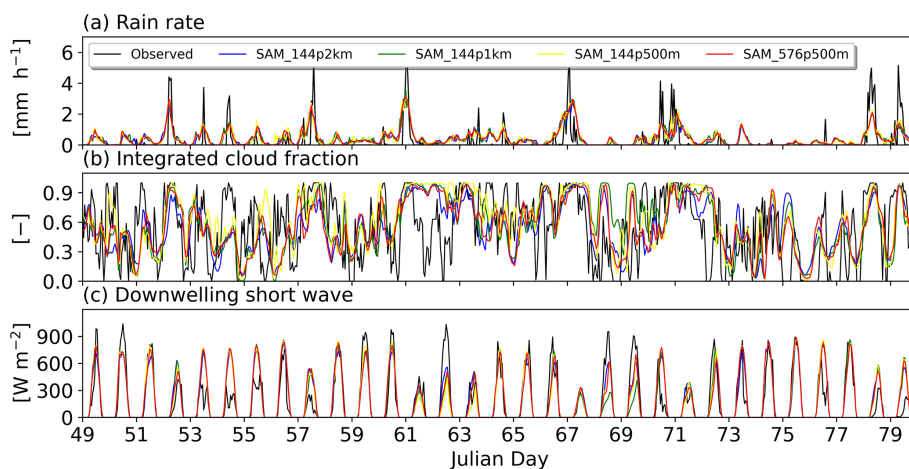 (a) Rain rate
Observed SAM_144p2km SAM_144p1km SAM_144p500m SAM_576p500m
[mm h⁻¹]
6
4
2
0
(b) Integrated cloud fraction
[−]
0.9
0.6
0.3
0.0
(c) Downwelling short wave
[W m⁻²]
900
600
300
0
49 51 53 55 57 59 61 63 65 67 69 71 73 75 77 79
Julian Day